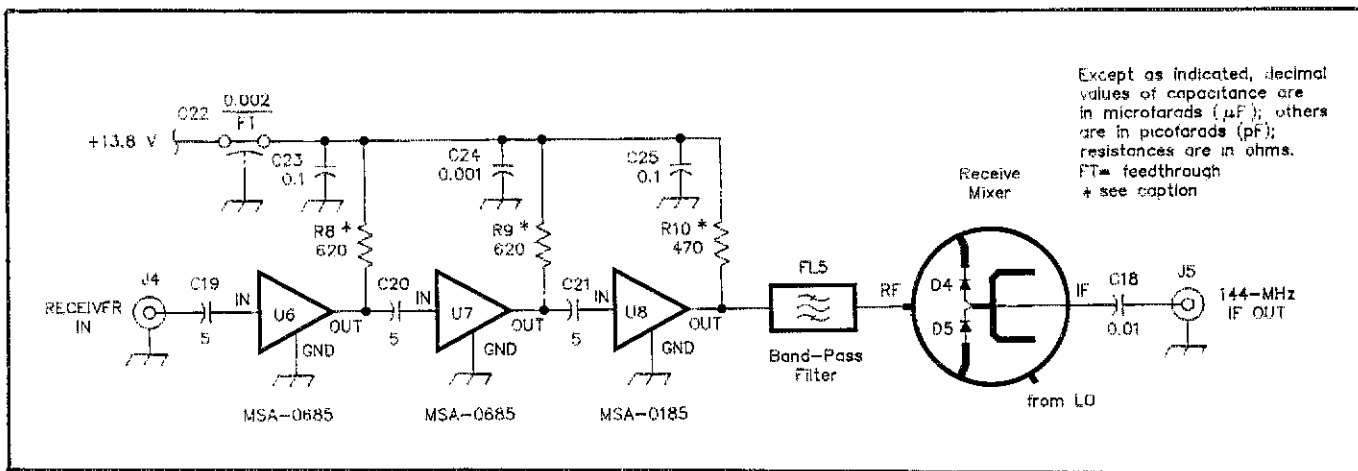 Except as indicated, decimal
values of capacitance are
in microfarads (μF); others
are in picofarads (pF);
resistances are in ohms.
FT= feedthrough
* see caption
C22
0.002
FT
+13.8 V
C23
0.1
C24
0.001
C25
0.1
Receive
Mixer
R8 *
620
R9 *
620
R10 *
470
J4
RECEIVER
IN
C19
5
IN
U6
OUT
GND
C20
5
IN
U7
OUT
GND
C21
5
IN
U8
OUT
GND
FL5
Band-Pass
Filter
RF
D4
D5
IF
C18
0.01
J5
144-MHz
IF OUT
from LO
MSA-0685
MSA-0685
MSA-0185